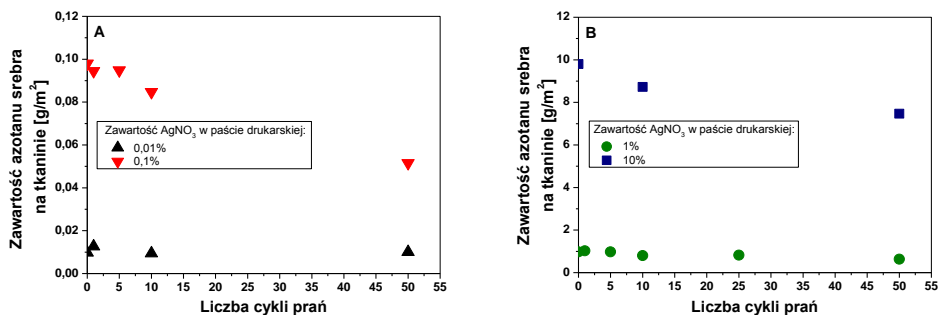 A
Zawartość azotanu srebra
na tkaninie [g/m²]
0,12
0,10
0,08
0,06
0,04
0,02
0,00
Zawartość AgNO₃ w paście drukarskiej:
0,01%
0,1%
0 5 10 15 20 25 30 35 40 45 50 55
Liczba cykli prań
B
Zawartość azotanu srebra
na tkaninie [g/m²]
12
10
8
6
4
2
0
Zawartość AgNO₃ w paście drukarskiej:
1%
10%
0 5 10 15 20 25 30 35 40 45 50 55
Liczba cykli prań